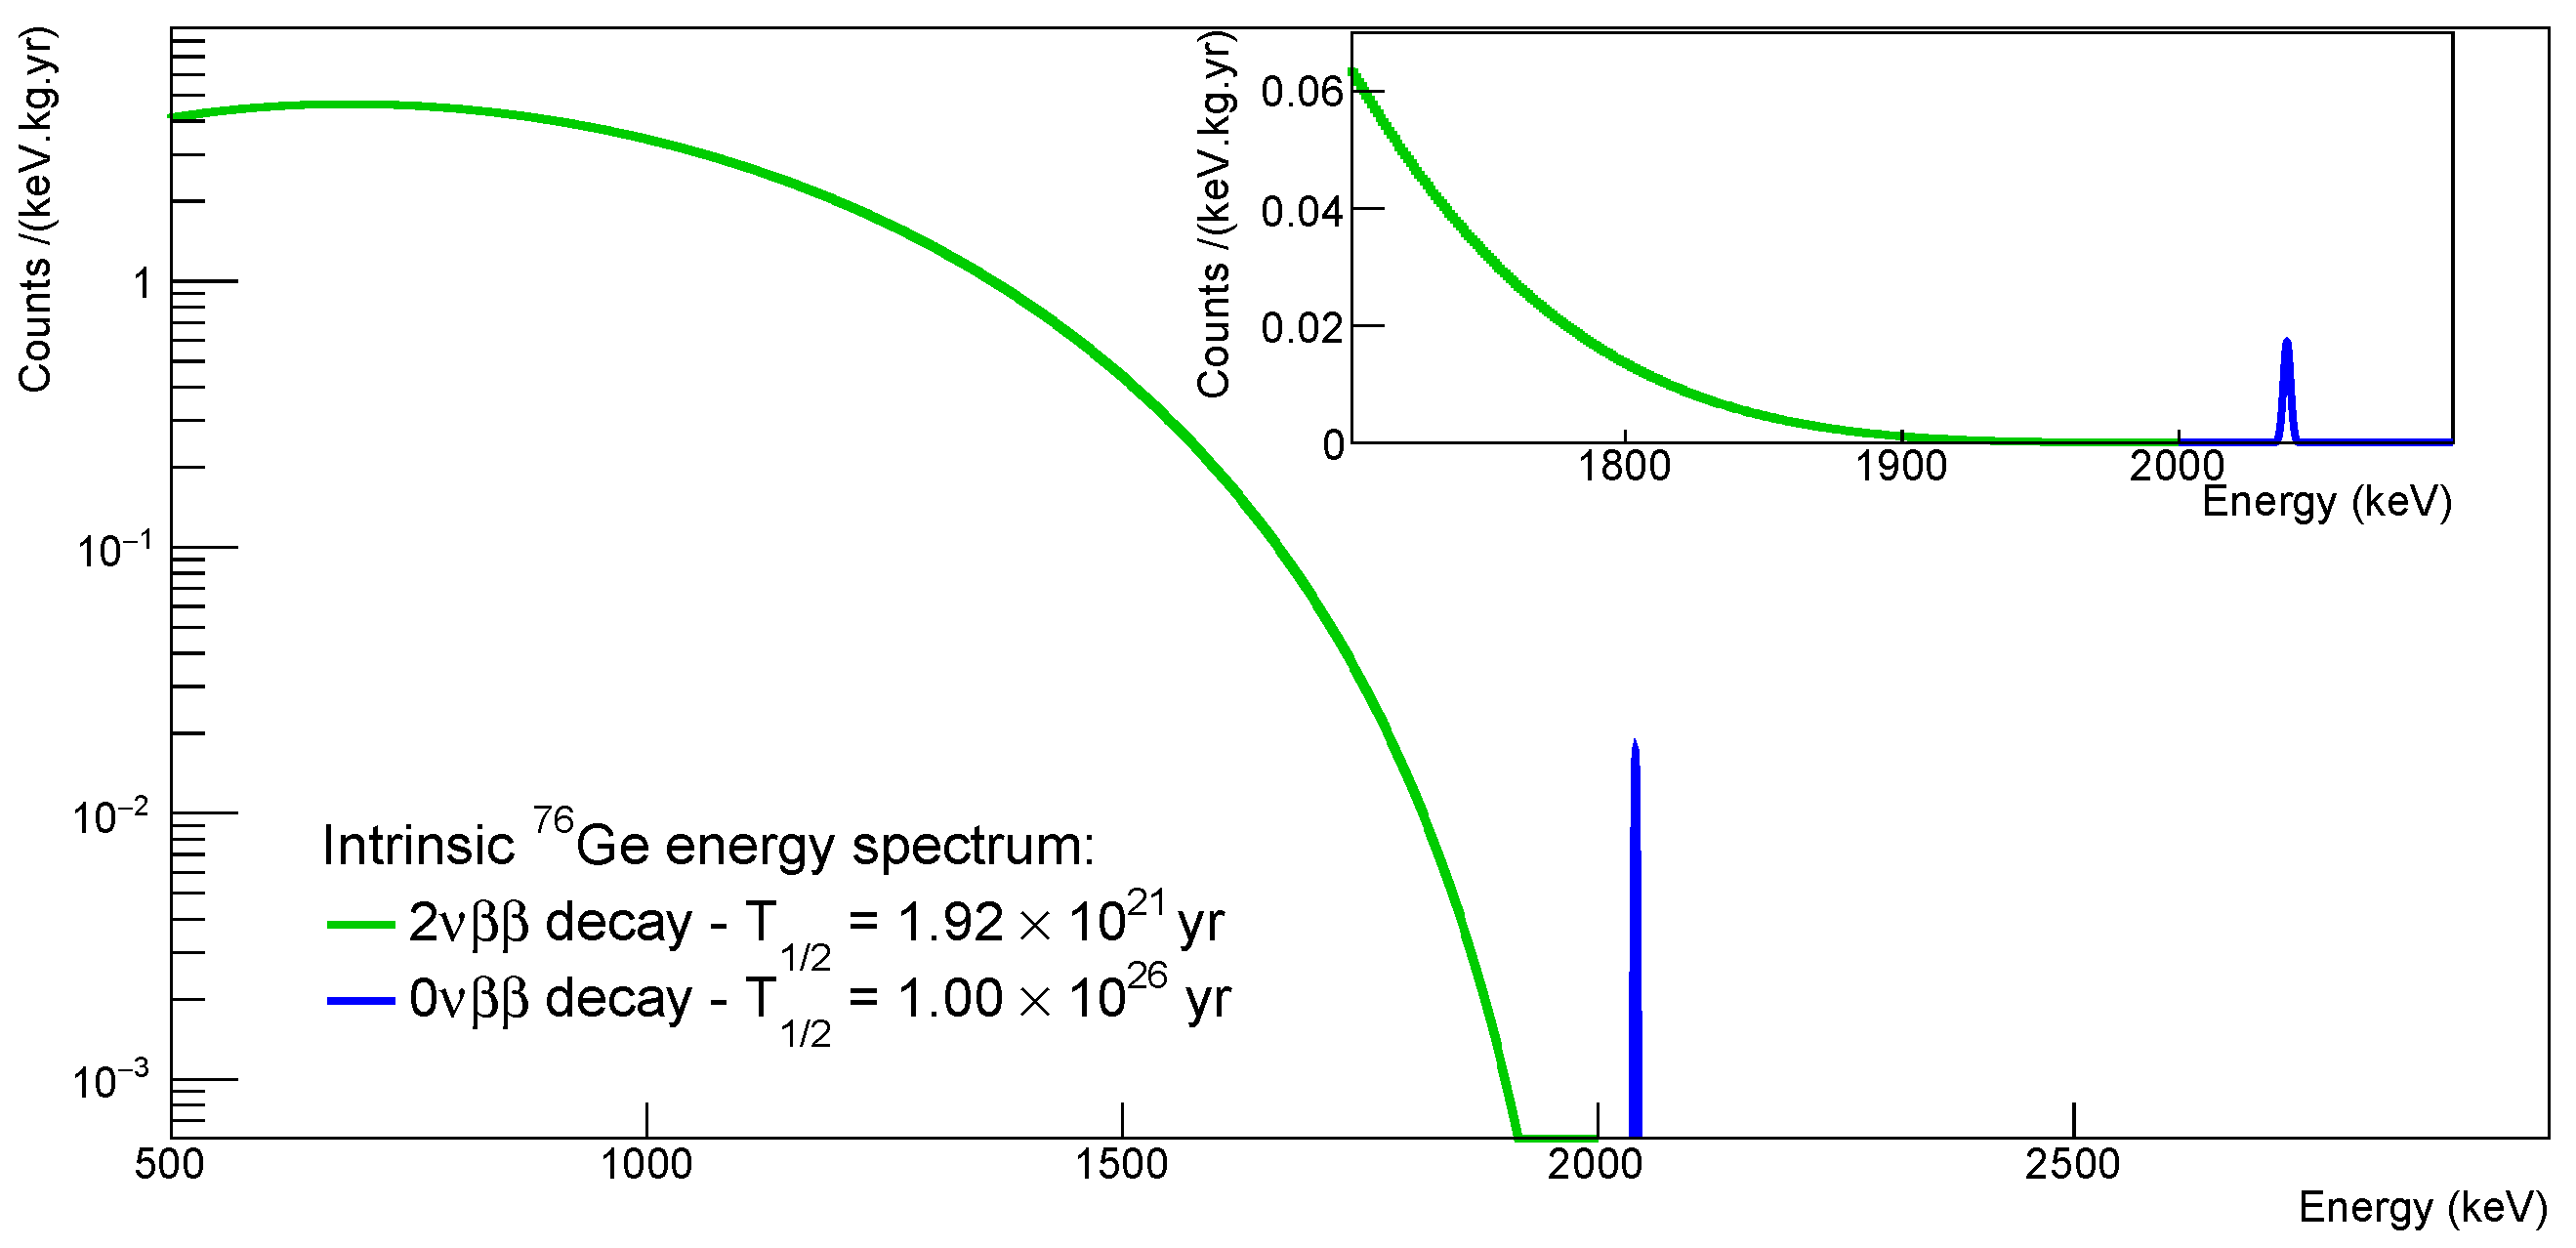 Counts /(keV.kg.yr)
1
10⁻¹
10⁻²
10⁻³
500
1000
1500
2000
2500
Energy (keV)
Intrinsic ⁷⁶Ge energy spectrum:
2νββ decay - T₁/₂ = 1.92 × 10²¹ yr
0νββ decay - T₁/₂ = 1.00 × 10²⁶ yr
Counts /(keV.kg.yr)
0.06
0.04
0.02
0
1800
1900
2000
Energy (keV)